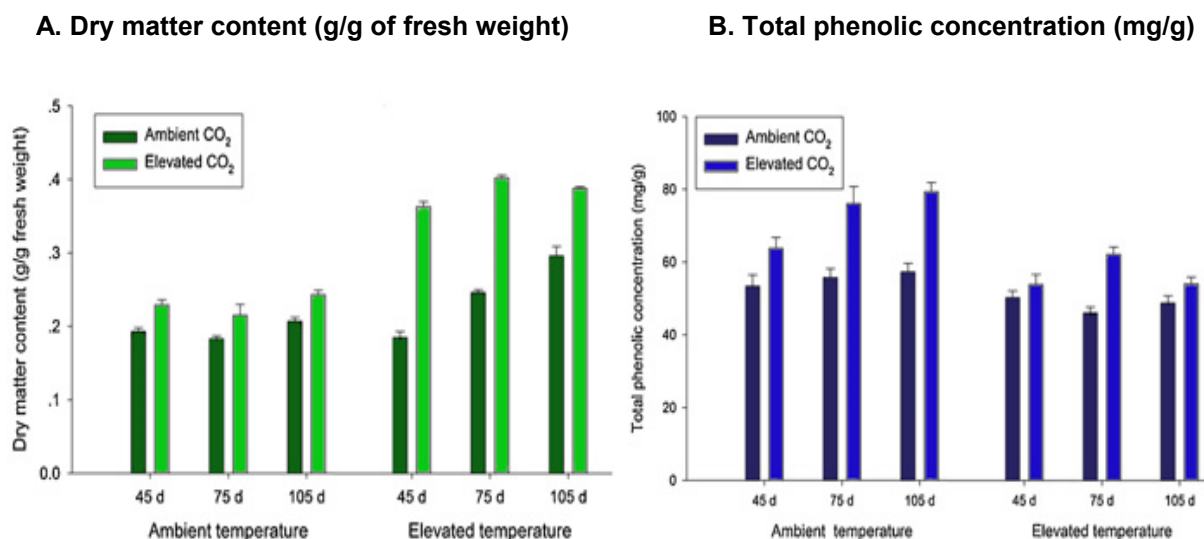 A. Dry matter content (g/g of fresh weight)
B. Total phenolic concentration (mg/g)
Dry matter content (g/g fresh weight)
.5
.4
.3
.2
.1
0.0
Ambient CO2
Elevated CO2
45 d 75 d 105 d 45 d 75 d 105 d
Ambient temperature Elevated temperature
Total phenolic concentration (mg/g)
100
80
60
40
20
0
Ambient CO2
Elevated CO2
45 d 75 d 105 d 45 d 75 d 105 d
Ambient temperature Elevated temperature